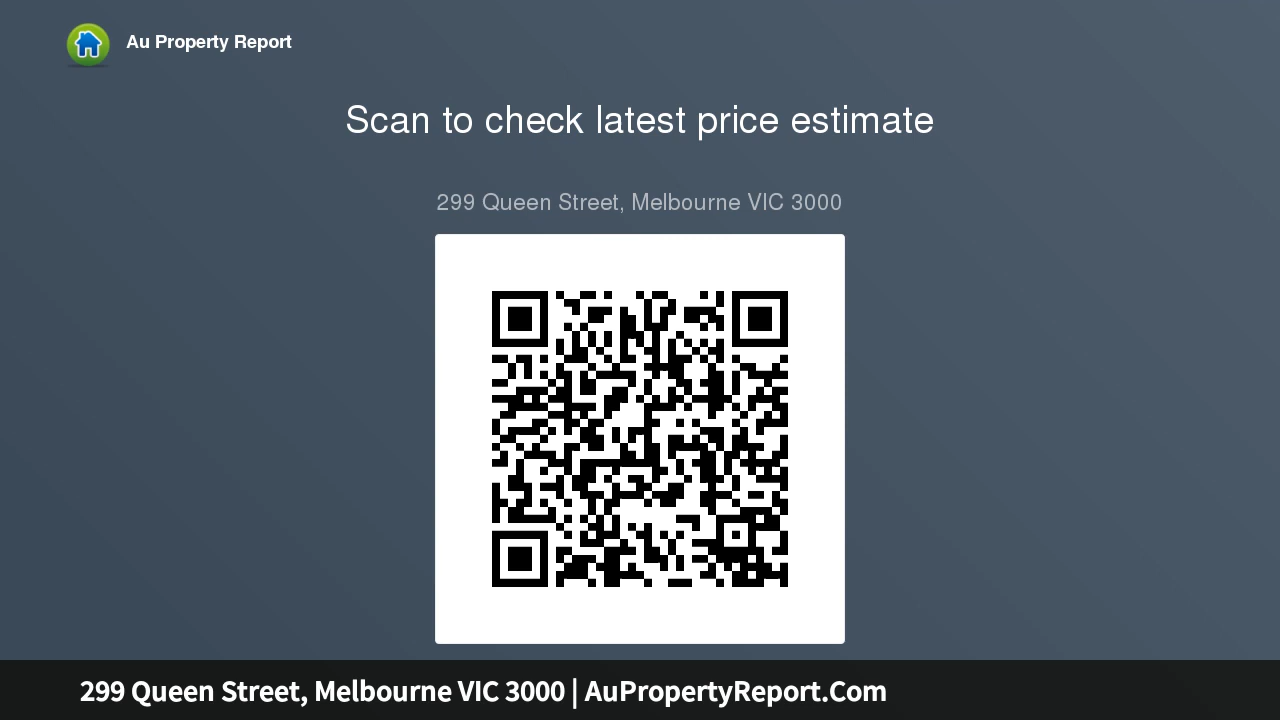 Au Property Report
Scan to check latest price estimate
299 Queen Street, Melbourne VIC 3000
299 Queen Street, Melbourne VIC 3000 | AuPropertyReport.Com